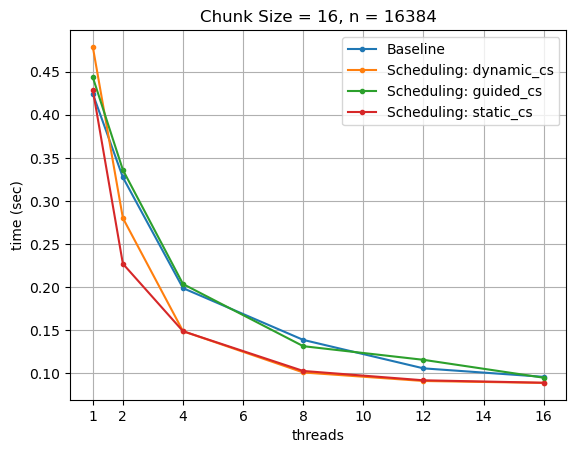 Chunk Size = 16, n = 16384
Baseline
Scheduling: dynamic_cs
Scheduling: guided_cs
Scheduling: static_cs
time (sec)
0.45
0.40
0.35
0.30
0.25
0.20
0.15
0.10
1 2 4 6 8 10 12 14 16
threads